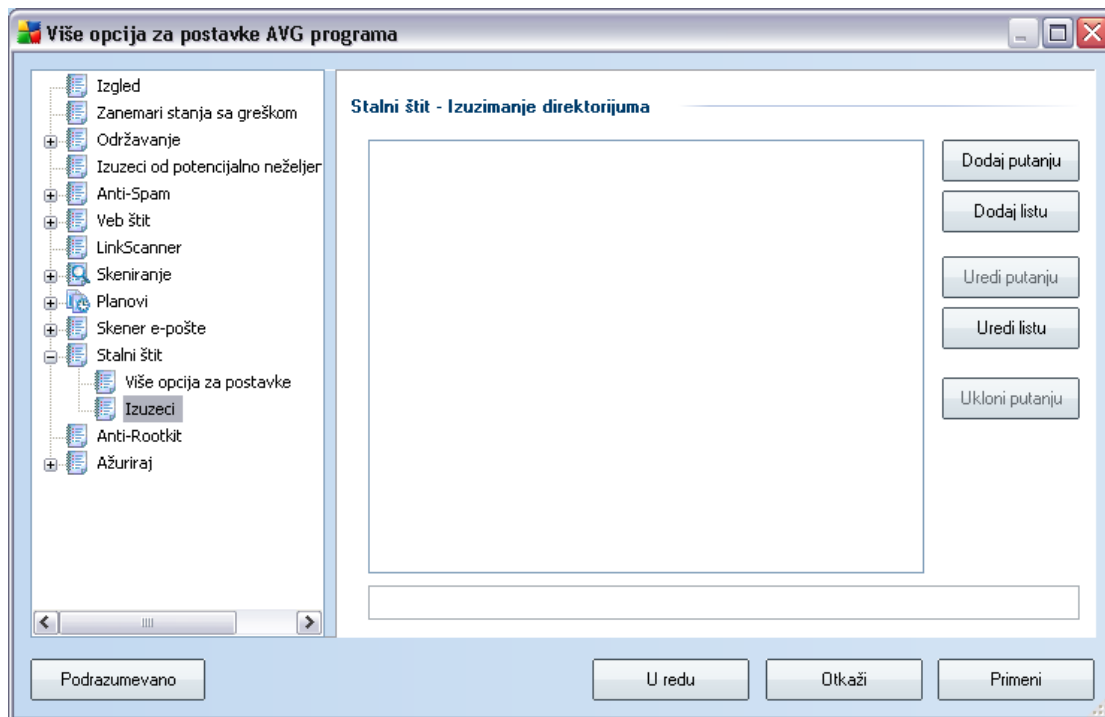 Više opcija za postavke AVG programa
Izgled
Zanemari stanja sa greškom
Održavanje
Izuzeci od potencijalno neželjer
Anti-Spam
Veb štit
LinkScanner
Skeniranje
Planovi
Skener e-pošte
Stalni štit
Više opcija za postavke
Izuzeci
Anti-Rootkit
Ažuriraj
Stalni štit - Izuzimanje direktorijuma
Dodaj putanju
Dodaj listu
Uredi putanju
Uredi listu
Ukloni putanju
Podrazumevano
U redu
Otkaži
Primeni